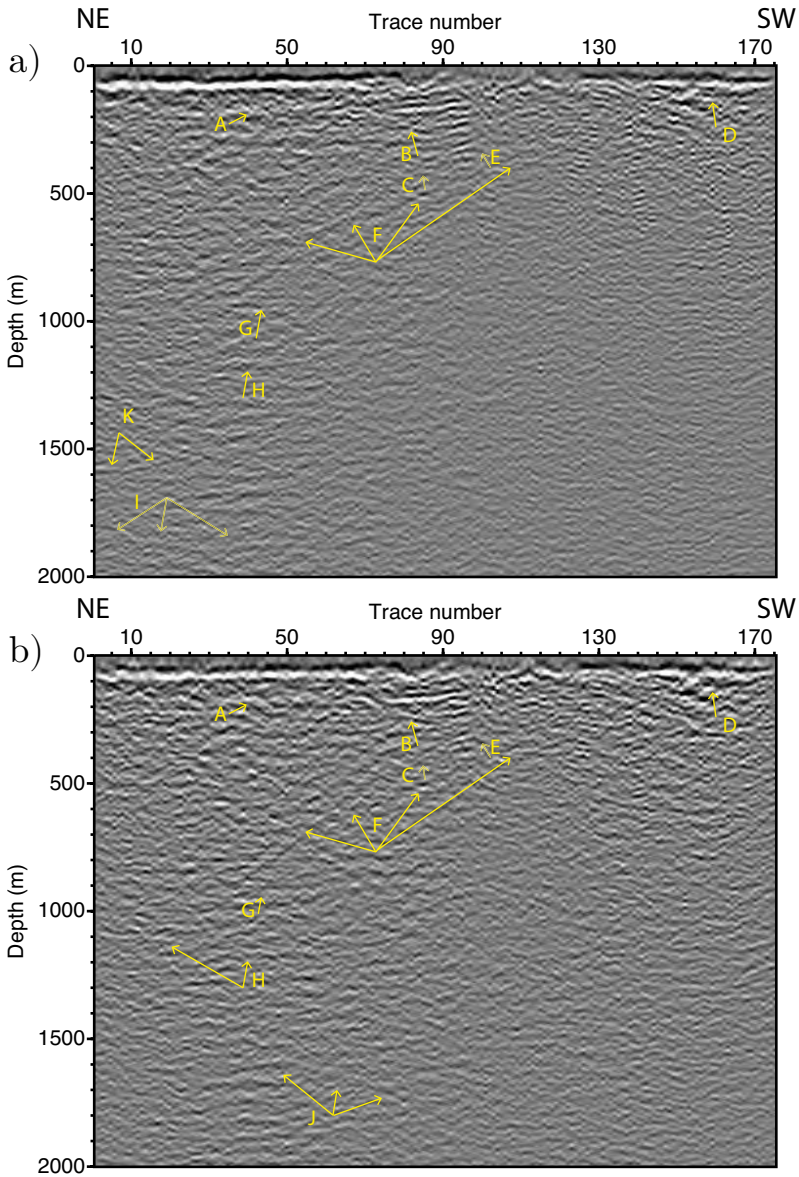 NE Trace number SW
10 50 90 130 170
a)
0
A
D
B
E
C
500
F
Depth (m)
1000
G
H
K
1500
I
2000
NE Trace number SW
10 50 90 130 170
b)
0
A
D
B
E
C
500
F
Depth (m)
G
1000
H
1500
J
2000